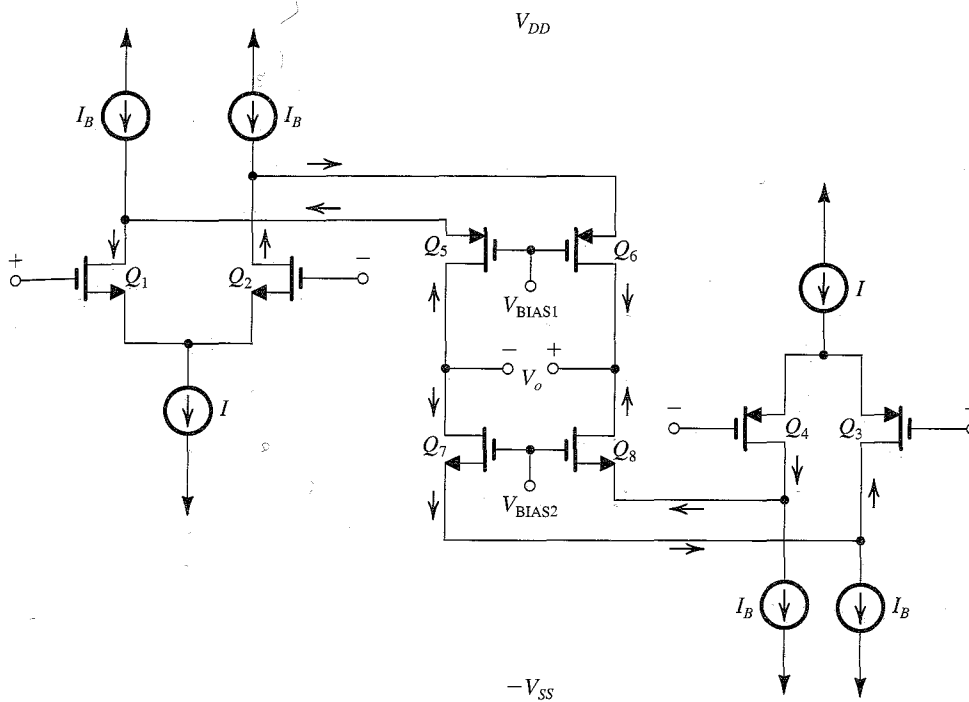 V_DD
I_B
I_B
Q_5
Q_6
+
Q_1
Q_2
−
V_BIAS1
I
−
+
V_o
I
−
Q_4
Q_3
−
Q_7
Q_8
V_BIAS2
I_B
I_B
−V_SS